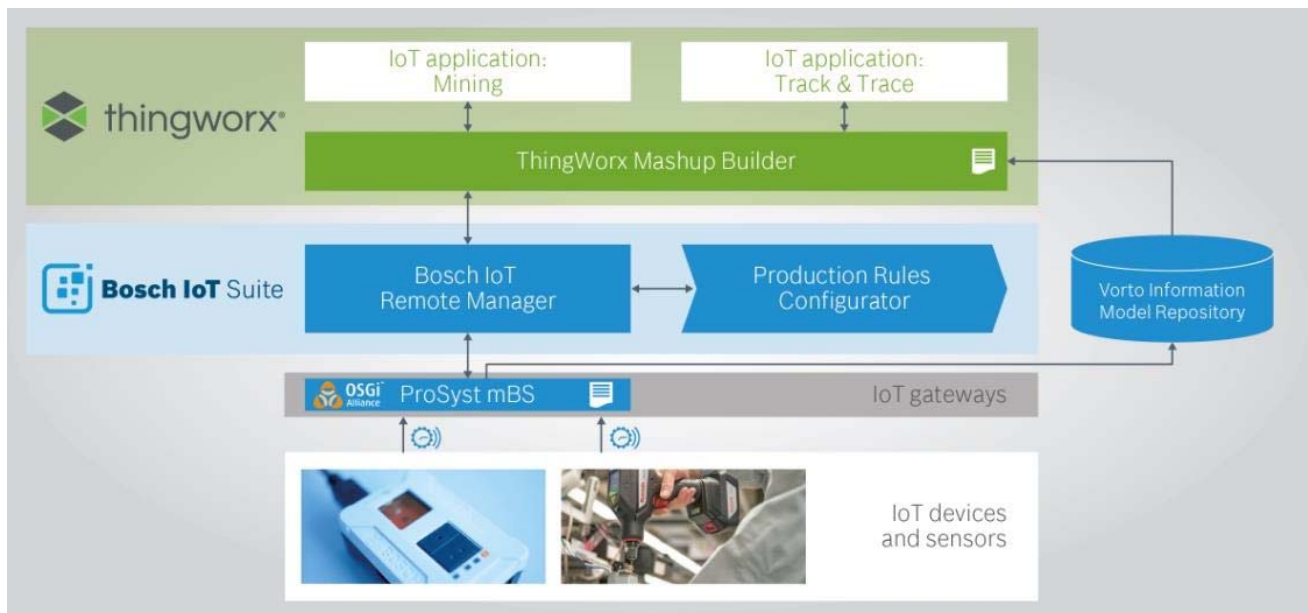 IoT application:
Mining
IoT application:
Track & Trace
thingworx®
ThingWorx Mashup Builder
Bosch IoT Suite
Bosch IoT
Remote Manager
Production Rules
Configurator
Vorto Information
Model Repository
OSGi™
Alliance
ProSyst mBS
IoT gateways
IoT devices
and sensors